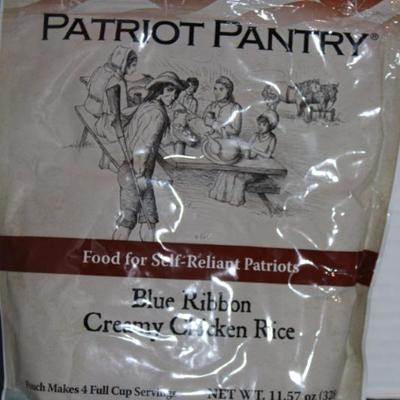 PATRIOT PANTRY®
Food for Self-Reliant Patriots
Blue Ribbon
Creamy Chicken Rice
Pouch Makes 4 Full Cup Servings NET WT. 11.57 oz